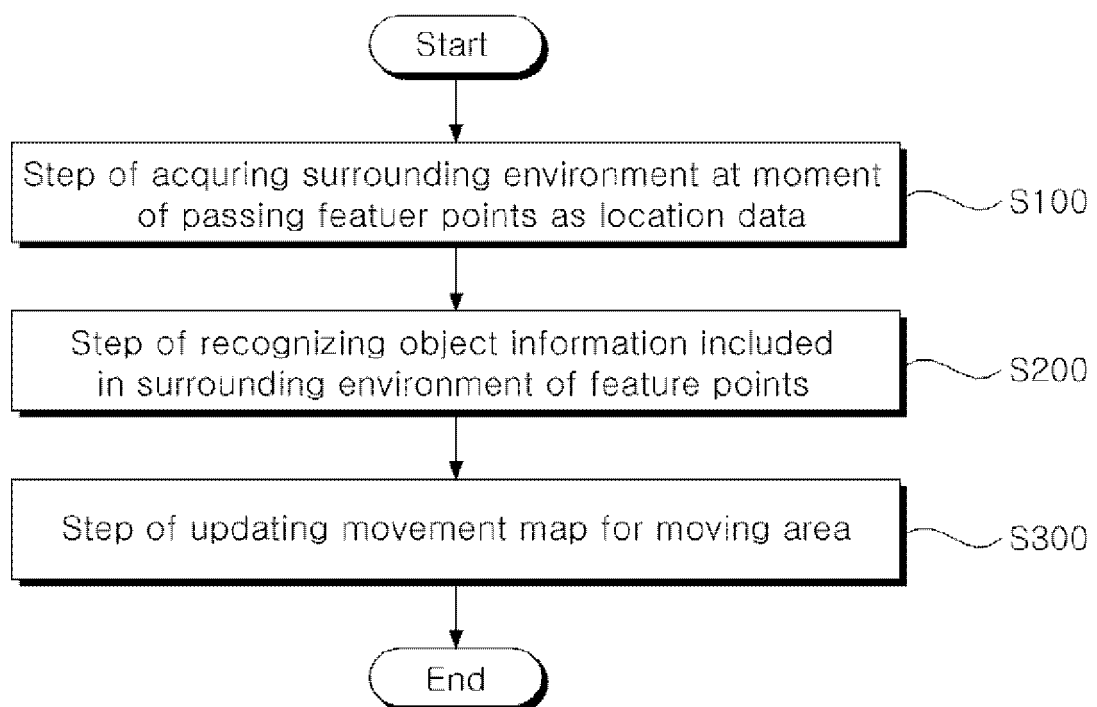 Start
Step of acquring surrounding environment at moment
of passing featuer points as location data
S100
Step of recognizing object information included
in surrounding environment of feature points
S200
Step of updating movement map for moving area
S300
End